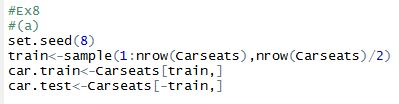 #Ex8
#(a)
set.seed(8)
train<-sample(1:nrow(Carseats),nrow(Carseats)/2)
car.train<-Carseats[train,]
car.test<-Carseats[-train,]